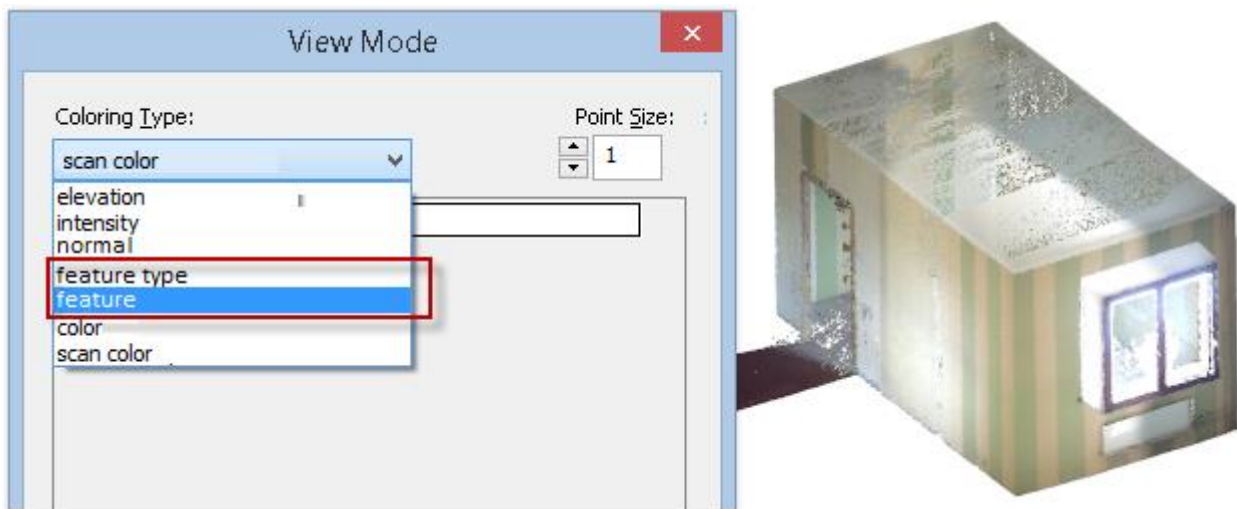 View Mode
Coloring Type:
Point Size:
scan color
1
elevation
intensity
normal
feature type
feature
color
scan color